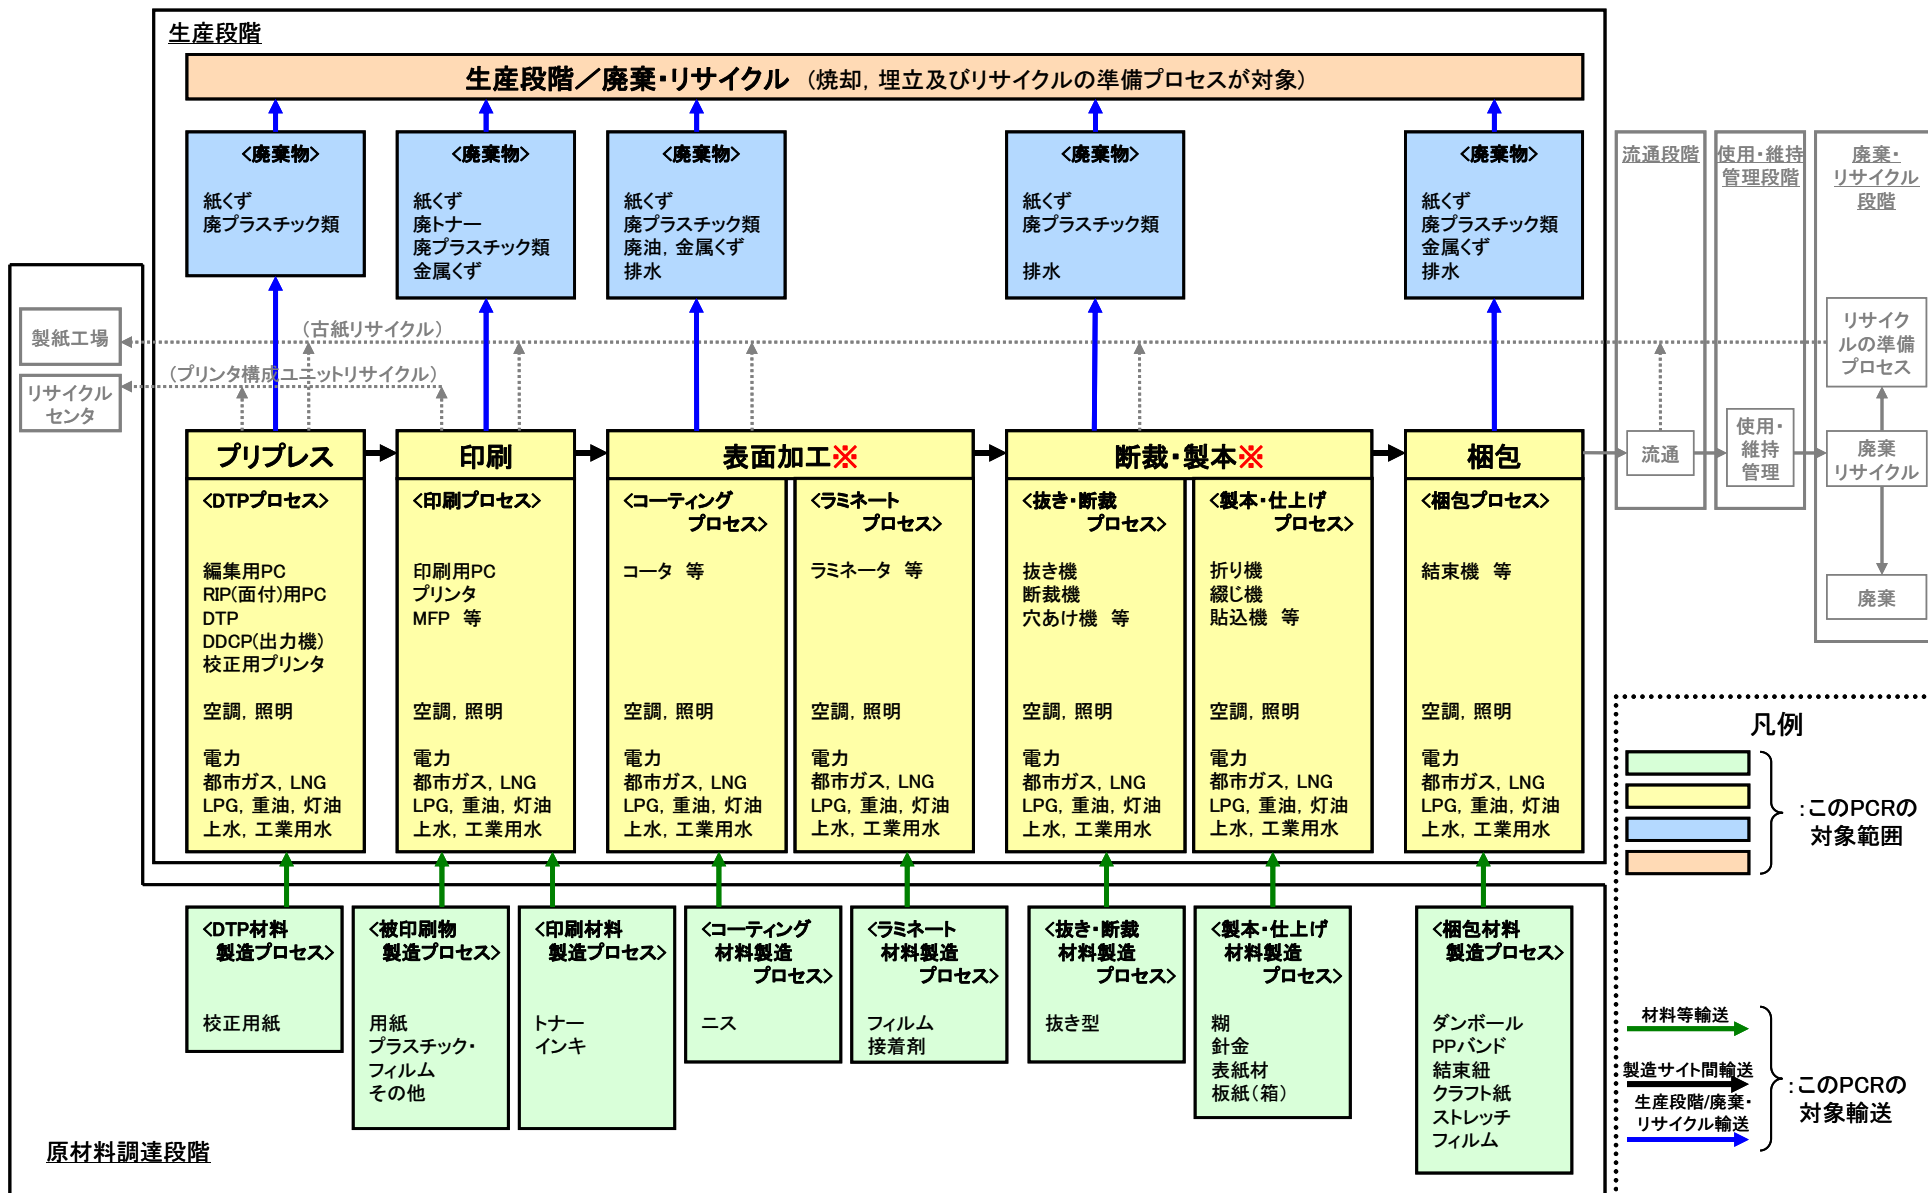 生産段階
生産段階／廃棄・リサイクル （焼却, 埋立及びリサイクルの準備プロセスが対象）
<廃棄物>
紙くず
廃プラスチック類
<廃棄物>
紙くず
廃トナー
廃プラスチック類
金属くず
<廃棄物>
紙くず
廃プラスチック類
廃油, 金属くず
排水
<廃棄物>
紙くず
廃プラスチック類
排水
<廃棄物>
紙くず
廃プラスチック類
金属くず
排水
流通段階
使用・維持
管理段階
廃棄・
リサイクル
段階
製紙工場
（古紙リサイクル）
リサイクル
センタ
（プリンタ構成ユニットリサイクル）
リサイク
ルの準備
プロセス
プリプレス
印刷
表面加工※
断裁・製本※
梱包
流通
使用・
維持
管理
廃棄
リサイクル
廃棄
<DTPプロセス>
編集用PC
RIP(面付)用PC
DTP
DDCP(出力機)
校正用プリンタ
空調, 照明
電力
都市ガス, LNG
LPG, 重油, 灯油
上水, 工業用水
<印刷プロセス>
印刷用PC
プリンタ
MFP 等
空調, 照明
電力
都市ガス, LNG
LPG, 重油, 灯油
上水, 工業用水
<コーティング
プロセス>
コータ 等
空調, 照明
電力
都市ガス, LNG
LPG, 重油, 灯油
上水, 工業用水
<ラミネート
プロセス>
ラミネータ 等
空調, 照明
電力
都市ガス, LNG
LPG, 重油, 灯油
上水, 工業用水
<抜き・断裁
プロセス>
抜き機
断裁機
穴あけ機 等
空調, 照明
電力
都市ガス, LNG
LPG, 重油, 灯油
上水, 工業用水
<製本・仕上げ
プロセス>
折り機
綴じ機
貼込機 等
空調, 照明
電力
都市ガス, LNG
LPG, 重油, 灯油
上水, 工業用水
<梱包プロセス>
結束機 等
空調, 照明
電力
都市ガス, LNG
LPG, 重油, 灯油
上水, 工業用水
<DTP材料
製造プロセス>
校正用紙
<被印刷物
製造プロセス>
用紙
プラスチック・
フィルム
その他
<印刷材料
製造プロセス>
トナー
インキ
<コーティング
材料製造
プロセス>
ニス
<ラミネート
材料製造
プロセス>
フィルム
接着剤
<抜き・断裁
材料製造
プロセス>
抜き型
<製本・仕上げ
材料製造
プロセス>
糊
針金
表紙材
板紙（箱）
<梱包材料
製造プロセス>
ダンボール
PPバンド
結束紐
クラフト紙
ストレッチ
フィルム
原材料調達段階
凡例
：このPCRの
対象範囲
材料等輸送
製造サイト間輸送
生産段階/廃棄・
リサイクル輸送
：このPCRの
対象輸送